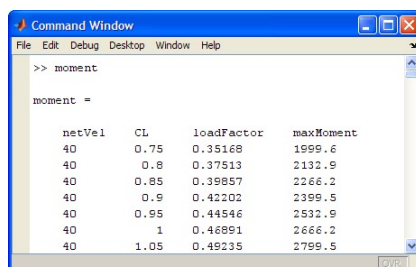 Command Window
File Edit Debug Desktop Window Help
>> moment
moment =
netVel CL loadFactor maxMoment
40 0.75 0.35168 1999.6
40 0.8 0.37513 2132.9
40 0.85 0.39857 2266.2
40 0.9 0.42202 2399.5
40 0.95 0.44546 2532.9
40 1 0.46891 2666.2
40 1.05 0.49235 2799.5
OVR